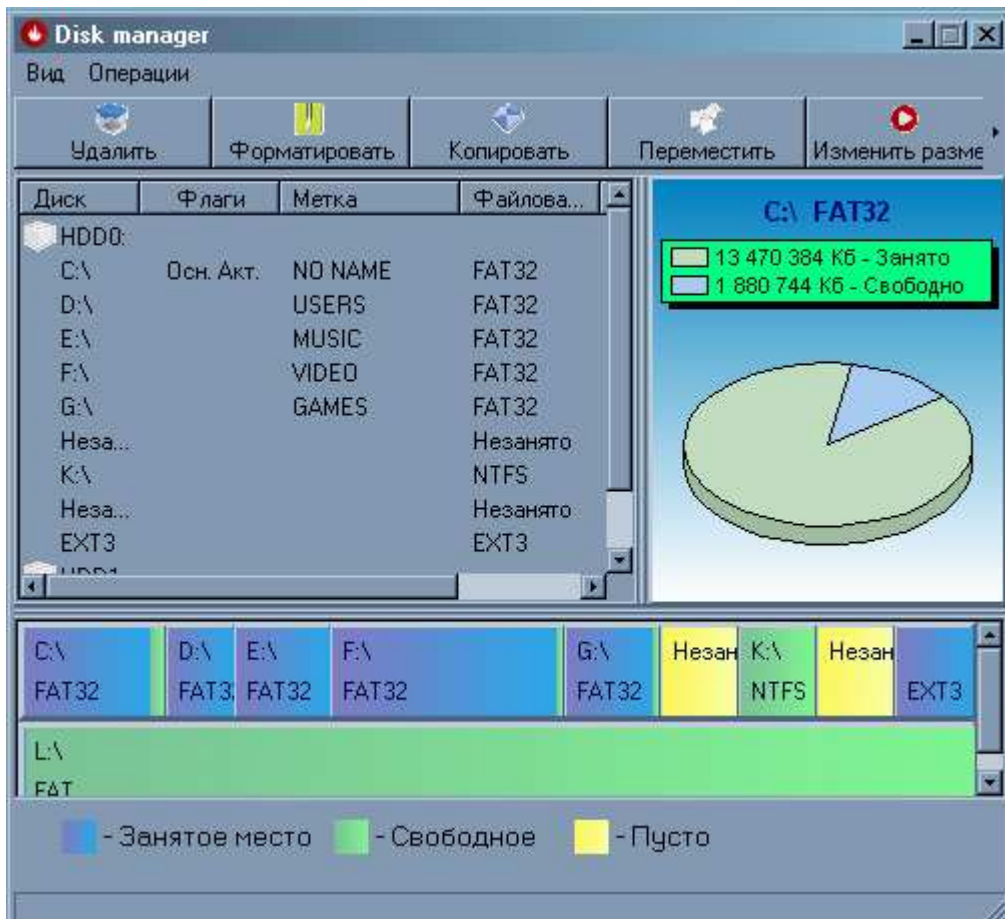 Disk manager
Вид Операции
Удалить Форматировать Копировать Переместить Изменить разме
Диск Флаги Метка Файлова...
HDD0:
C:\ Осн. Акт. NO NAME FAT32
D:\ USERS FAT32
E:\ MUSIC FAT32
F:\ VIDEO FAT32
G:\ GAMES FAT32
Неза... Незанято
K:\ NTFS
Неза... Незанято
EXT3 EXT3
HDD1
C:\ FAT32
13 470 384 Кб - Занято
1 880 744 Кб - Свободно
C:\ D:\ E:\ F:\ G:\ Незан K:\ Незан
FAT32 FAT3 FAT32 FAT32 FAT32 NTFS EXT3
L:\
FAT
- Занятое место - Свободное - Пусто